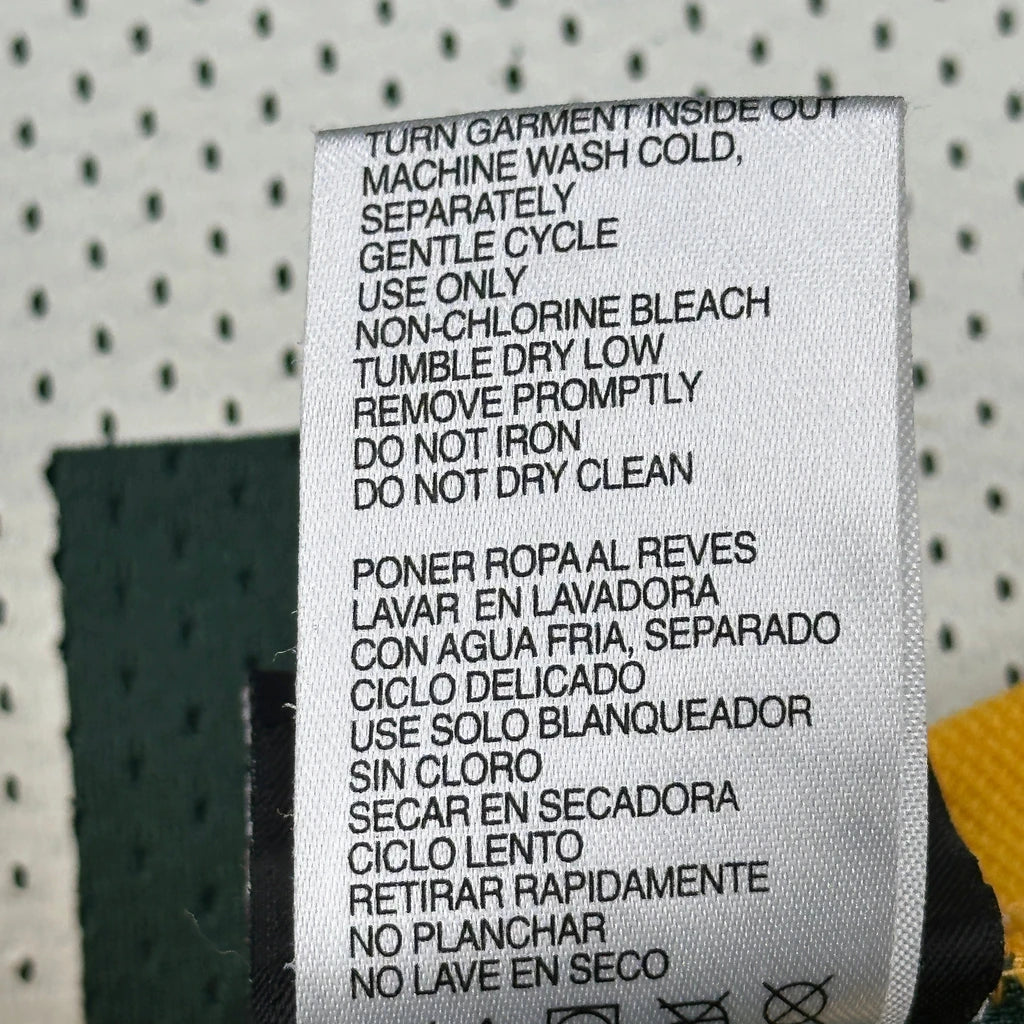 TURN GARMENT INSIDE OUT
MACHINE WASH COLD,
SEPARATELY
GENTLE CYCLE
USE ONLY
NON-CHLORINE BLEACH
TUMBLE DRY LOW
REMOVE PROMPTLY
DO NOT IRON
DO NOT DRY CLEAN
PONER ROPA AL REVES
LAVAR EN LAVADORA
CON AGUA FRIA, SEPARADO
CICLO DELICADO
USE SOLO BLANQUEADOR
SIN CLORO
SECAR EN SECADORA
CICLO LENTO
RETIRAR RAPIDAMENTE
NO PLANCHAR
NO LAVE EN SECO